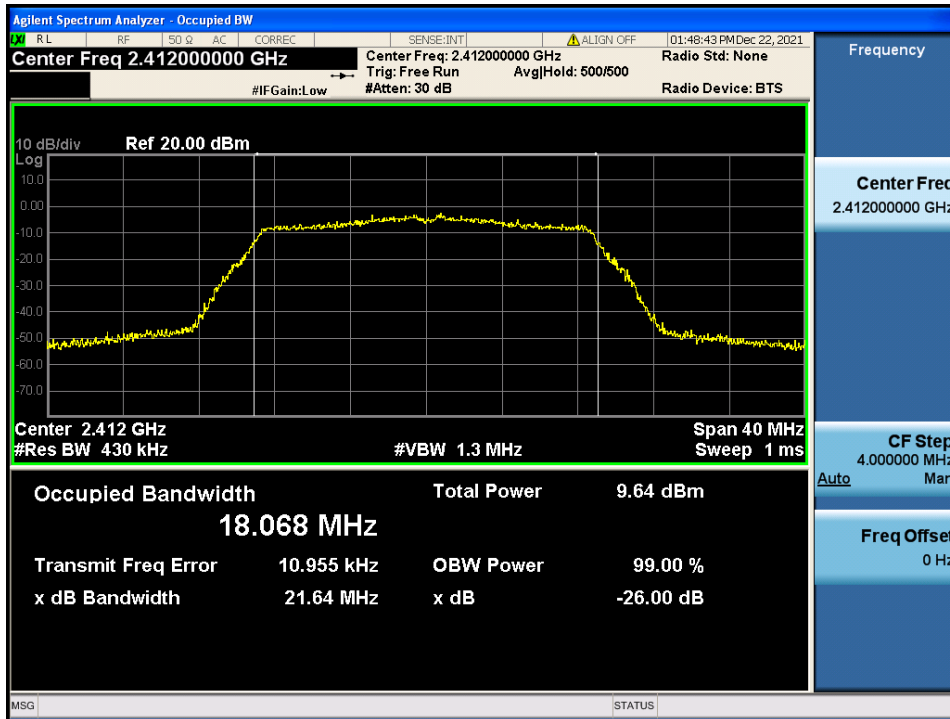 Agilent Spectrum Analyzer - Occupied BW
LXI RL RF 50 Ω AC CORREC SENSE:INT ALIGN OFF 01:48:43 PM Dec 22, 2021
Center Freq 2.412000000 GHz
Center Freq: 2.412000000 GHz
Radio Std: None
Trig: Free Run Avg|Hold: 500/500
#IFGain:Low #Atten: 30 dB Radio Device: BTS
10 dB/div Ref 20.00 dBm
Log
10.0
0.00
-10.0
-20.0
-30.0
-40.0
-50.0
-60.0
-70.0
Center 2.412 GHz Span 40 MHz
#Res BW 430 kHz #VBW 1.3 MHz Sweep 1 ms
Occupied Bandwidth Total Power 9.64 dBm
18.068 MHz
Transmit Freq Error 10.955 kHz OBW Power 99.00 %
x dB Bandwidth 21.64 MHz x dB -26.00 dB
Frequency
Center Freq
2.412000000 GHz
CF Step
4.000000 MHz
Auto Man
Freq Offset
0 Hz
MSG STATUS